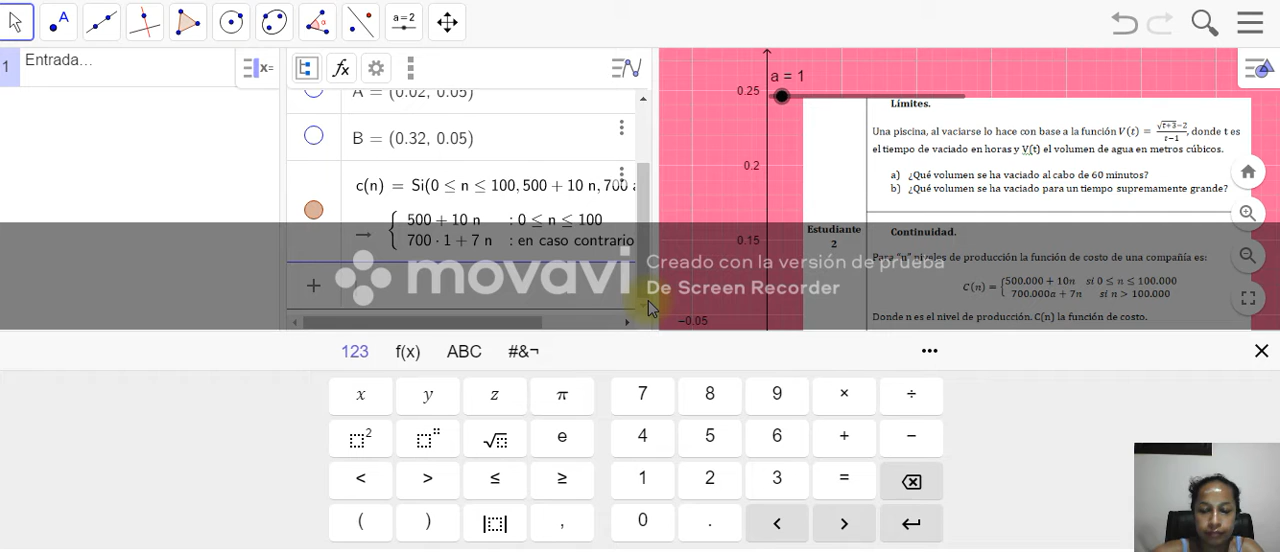 A
a=2
1
Entrada...
x=
fx
A = (0.02, 0.05)
B = (0.32, 0.05)
c(n) = Si(0 ≤ n ≤ 100, 500 + 10 n, 700
→ { 500 + 10 n : 0 ≤ n ≤ 100
700 · 1 + 7 n : en caso contrario
+
a = 1
0.25
0.2
0.15
−0.05
Límites.
Una piscina, al vaciarse lo hace con base a la función V(t) = (√(t+3)−2)/(t−1), donde t es
el tiempo de vaciado en horas y V(t) el volumen de agua en metros cúbicos.
a) ¿Qué volumen se ha vaciado al cabo de 60 minutos?
b) ¿Qué volumen se ha vaciado para un tiempo supremamente grande?
Estudiante
2
Continuidad.
Para "n" niveles de producción la función de costo de una compañía es:
C(n) = { 500.000 + 10n si 0 ≤ n ≤ 100.000
700.000a + 7n si n > 100.000
Donde n es el nivel de producción. C(n) la función de costo.
movavi
Creado con la versión de prueba
De Screen Recorder
123 f(x) ABC #&¬ ...
x y z π 7 8 9 × ÷
2 √ e 4 5 6 + −
< > ≤ ≥ 1 2 3 =
( ) , 0 . < >